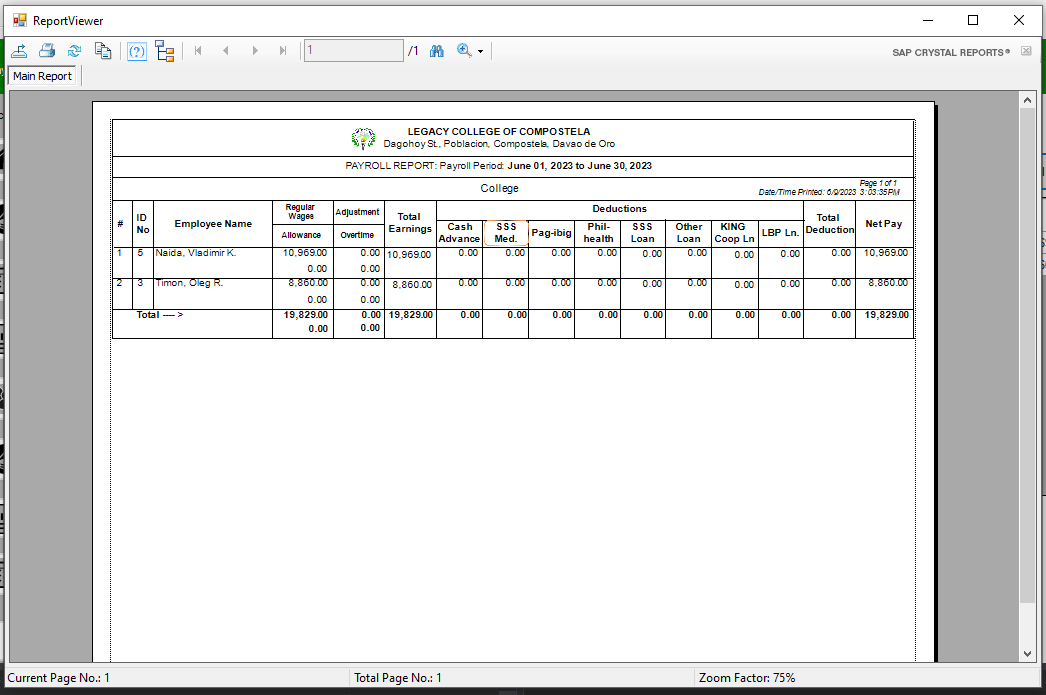 ReportViewer
1 /1 SAP CRYSTAL REPORTS®
Main Report
LEGACY COLLEGE OF COMPOSTELA
Dagohoy St., Poblacion, Compostela, Davao de Oro
PAYROLL REPORT: Payroll Period: June 01, 2023 to June 30, 2023
College
Page 1 of 1
Date/Time Printed: 6/9/2023 3:03:35PM
# ID No Employee Name Regular Wages Allowance Adjustment Overtime Total Earnings Deductions Cash Advance SSS Med. Pag-ibig Phil-health SSS Loan Other Loan KING Coop Ln LBP Ln. Total Deduction Net Pay
1 5 Naida, Vladimir K. 10,969.00 0.00 10,969.00 0.00 0.00 0.00 0.00 0.00 0.00 0.00 0.00 0.00 10,969.00
0.00 0.00
2 3 Timon, Oleg R. 8,860.00 0.00 8,860.00 0.00 0.00 0.00 0.00 0.00 0.00 0.00 0.00 0.00 8,860.00
0.00 0.00
Total ---- > 19,829.00 0.00 19,829.00 0.00 0.00 0.00 0.00 0.00 0.00 0.00 0.00 0.00 19,829.00
0.00 0.00
Current Page No.: 1 Total Page No.: 1 Zoom Factor: 75%